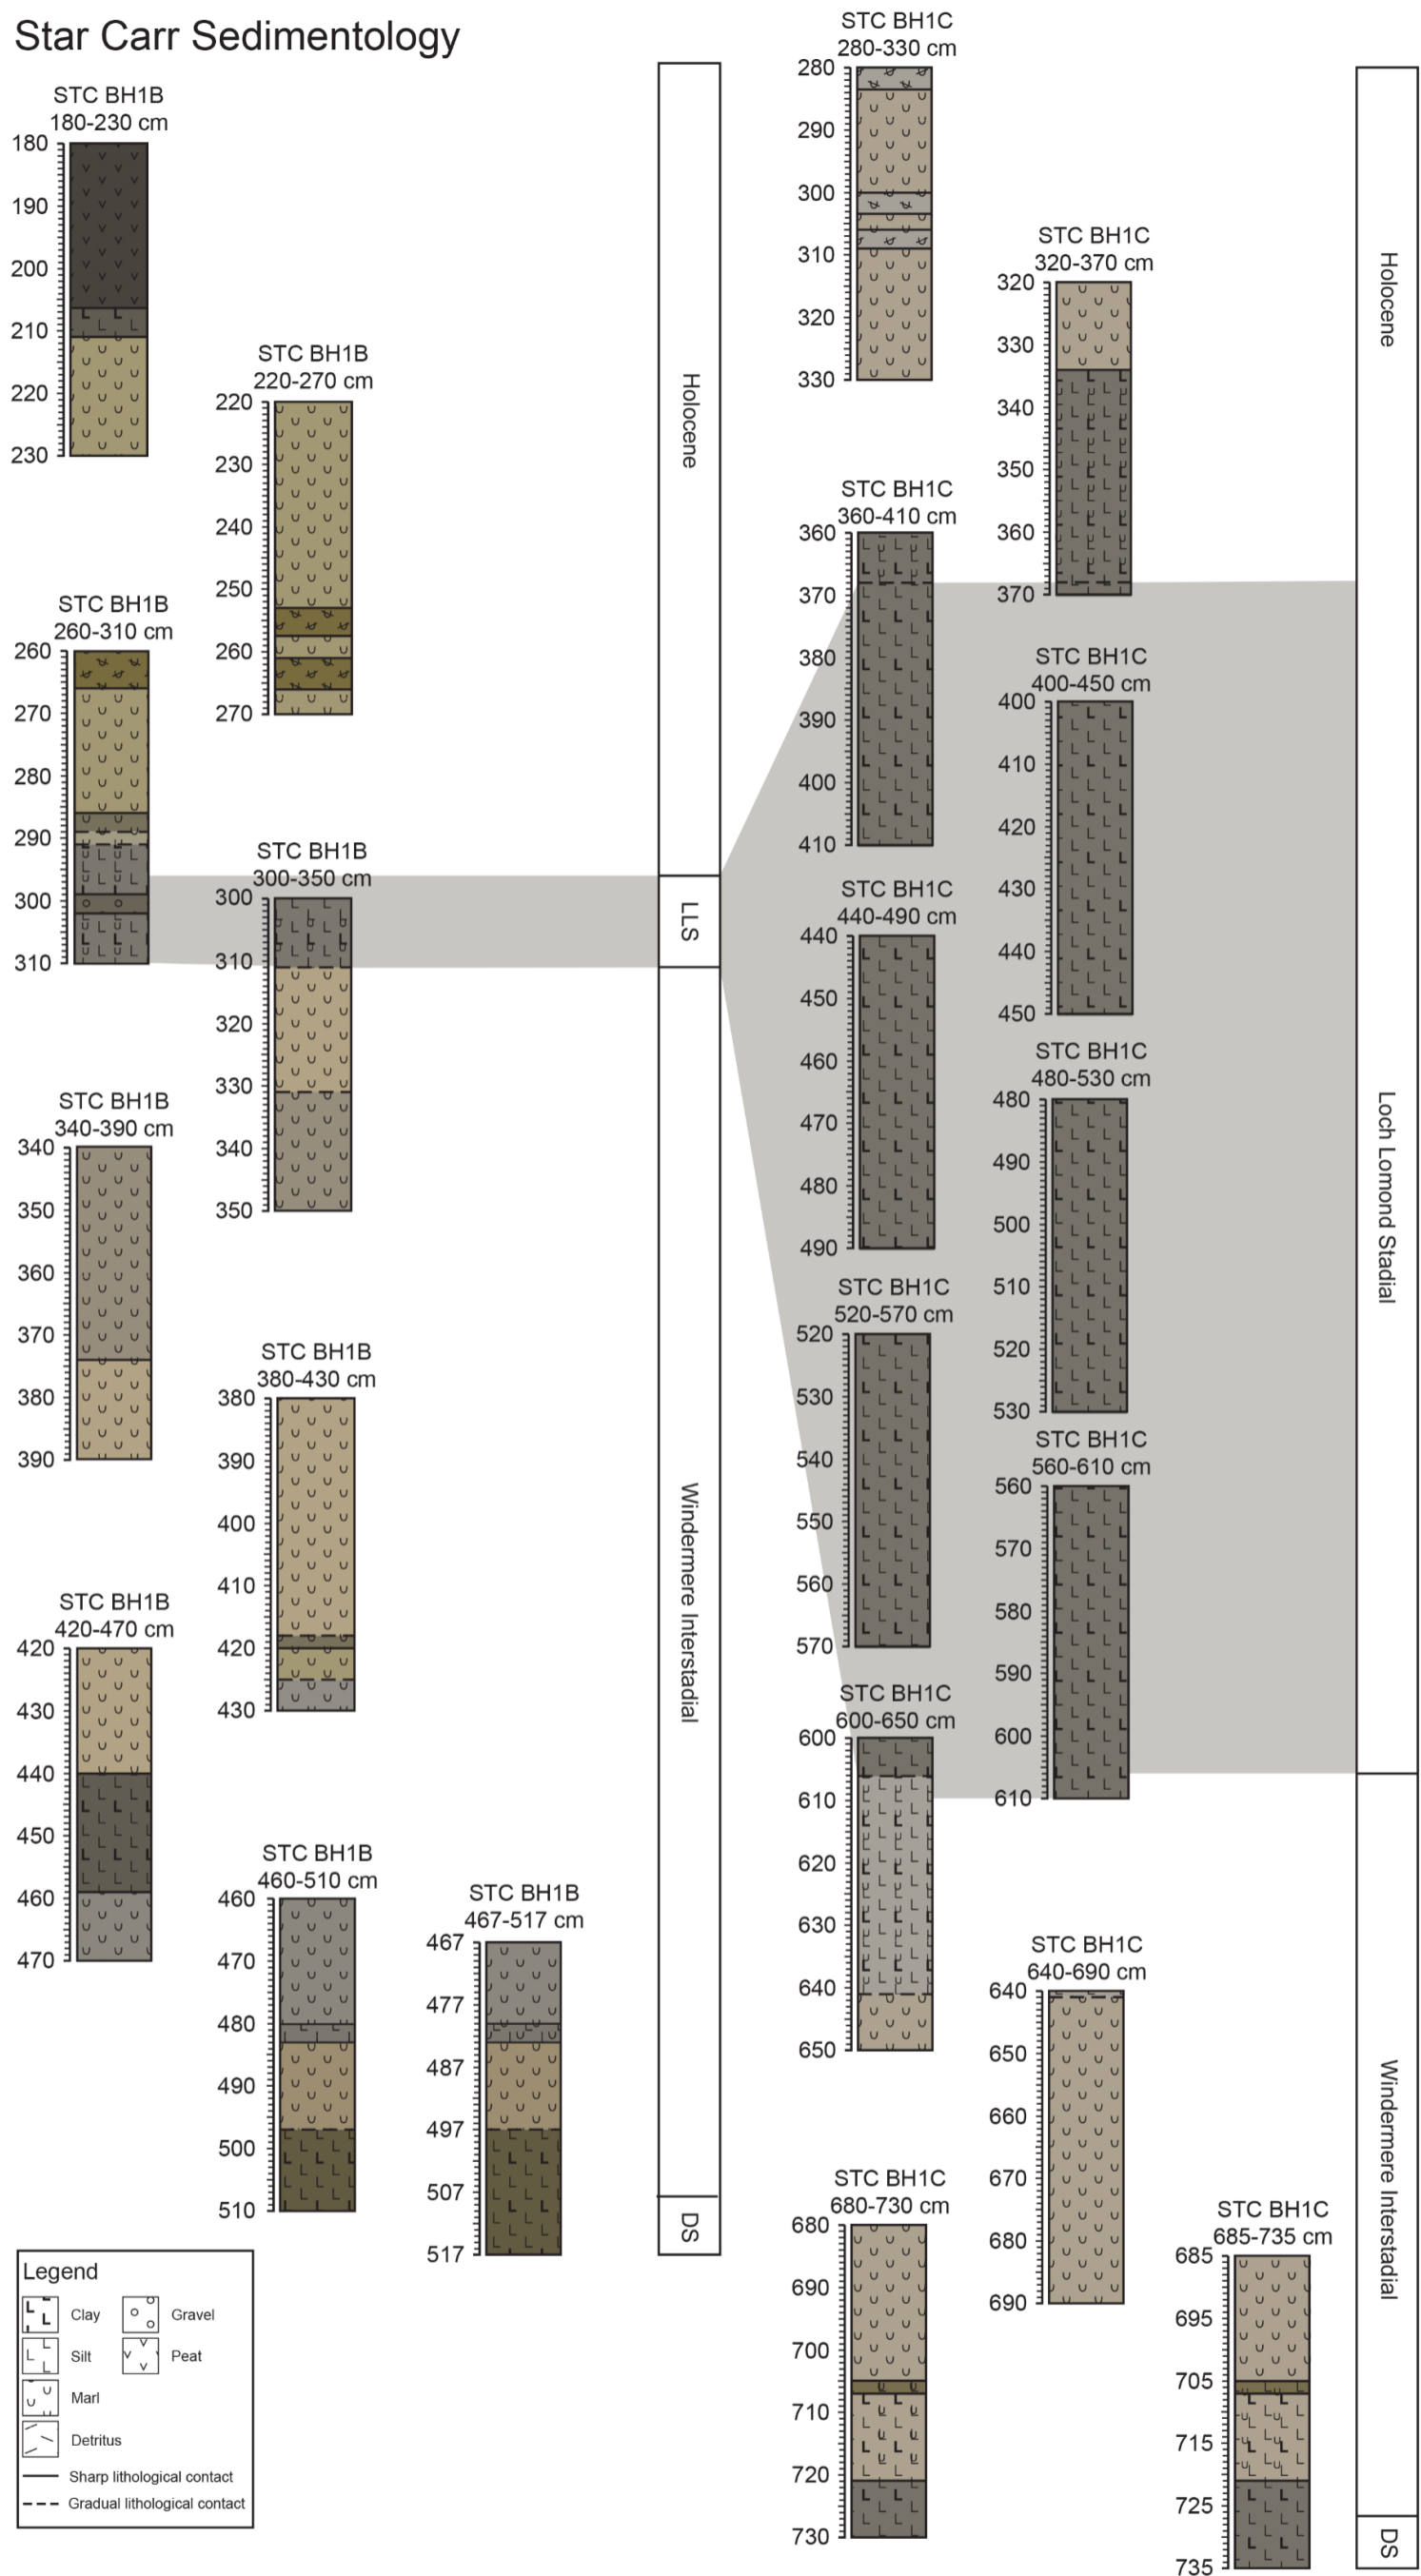 Star Carr Sedimentology
STC BH1B
180-230 cm
180
190
200
210
220
230
STC BH1B
220-270 cm
220
230
240
250
260
270
STC BH1B
260-310 cm
260
270
280
290
300
310
STC BH1B
300-350 cm
300
310
320
330
340
350
STC BH1B
340-390 cm
340
350
360
370
380
390
STC BH1B
380-430 cm
380
390
400
410
420
430
STC BH1B
420-470 cm
420
430
440
450
460
470
STC BH1B
460-510 cm
460
470
480
490
500
510
STC BH1B
467-517 cm
467
477
487
497
507
517
Holocene
LLS
Windermere Interstadial
DS
STC BH1C
280-330 cm
280
290
300
310
320
330
STC BH1C
320-370 cm
320
330
340
350
360
370
STC BH1C
360-410 cm
360
370
380
390
400
410
STC BH1C
400-450 cm
400
410
420
430
440
450
STC BH1C
440-490 cm
440
450
460
470
480
490
STC BH1C
480-530 cm
480
490
500
510
520
530
STC BH1C
520-570 cm
520
530
540
550
560
570
STC BH1C
560-610 cm
560
570
580
590
600
610
STC BH1C
600-650 cm
600
610
620
630
640
650
STC BH1C
640-690 cm
640
650
660
670
680
690
STC BH1C
680-730 cm
680
690
700
710
720
730
STC BH1C
685-735 cm
685
695
705
715
725
735
Holocene
Loch Lomond Stadial
Windermere Interstadial
DS
Legend
Clay
Gravel
Silt
Peat
Marl
Detritus
Sharp lithological contact
Gradual lithological contact